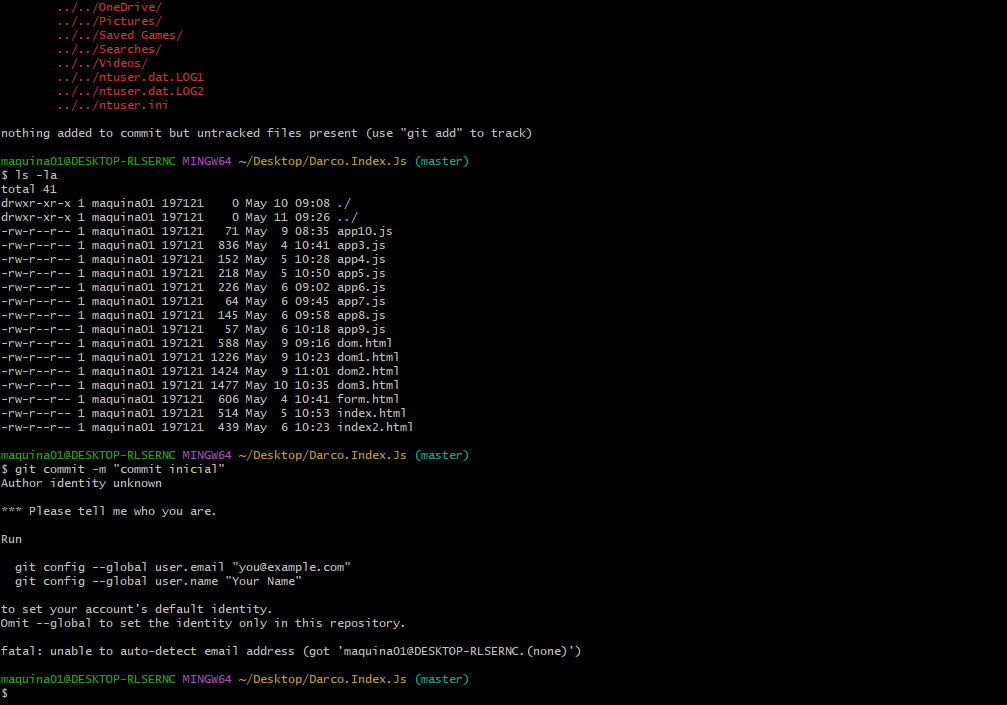 ../../OneDrive/
../../Pictures/
../../Saved Games/
../../Searches/
../../Videos/
../../ntuser.dat.LOG1
../../ntuser.dat.LOG2
../../ntuser.ini
nothing added to commit but untracked files present (use "git add" to track)
maquina01@DESKTOP-RLSERNC MINGW64 ~/Desktop/Darco.Index.Js (master)
$ ls -la
total 41
drwxr-xr-x 1 maquina01 197121    0 May 10 09:08 ./
drwxr-xr-x 1 maquina01 197121    0 May 11 09:26 ../
-rw-r--r-- 1 maquina01 197121   71 May  9 08:35 app10.js
-rw-r--r-- 1 maquina01 197121  836 May  4 10:41 app3.js
-rw-r--r-- 1 maquina01 197121  152 May  5 10:28 app4.js
-rw-r--r-- 1 maquina01 197121  218 May  5 10:50 app5.js
-rw-r--r-- 1 maquina01 197121  226 May  6 09:02 app6.js
-rw-r--r-- 1 maquina01 197121   64 May  6 09:45 app7.js
-rw-r--r-- 1 maquina01 197121  145 May  6 09:58 app8.js
-rw-r--r-- 1 maquina01 197121   57 May  6 10:18 app9.js
-rw-r--r-- 1 maquina01 197121  588 May  9 09:16 dom.html
-rw-r--r-- 1 maquina01 197121 1226 May  9 10:23 dom1.html
-rw-r--r-- 1 maquina01 197121 1424 May  9 11:01 dom2.html
-rw-r--r-- 1 maquina01 197121 1477 May 10 10:35 dom3.html
-rw-r--r-- 1 maquina01 197121  606 May  4 10:41 form.html
-rw-r--r-- 1 maquina01 197121  514 May  5 10:53 index.html
-rw-r--r-- 1 maquina01 197121  439 May  6 10:23 index2.html
maquina01@DESKTOP-RLSERNC MINGW64 ~/Desktop/Darco.Index.Js (master)
$ git commit -m "commit inicial"
Author identity unknown
*** Please tell me who you are.
Run
git config --global user.email "you@example.com"
git config --global user.name "Your Name"
to set your account's default identity.
Omit --global to set the identity only in this repository.
fatal: unable to auto-detect email address (got 'maquina01@DESKTOP-RLSERNC.(none)')
maquina01@DESKTOP-RLSERNC MINGW64 ~/Desktop/Darco.Index.Js (master)
$